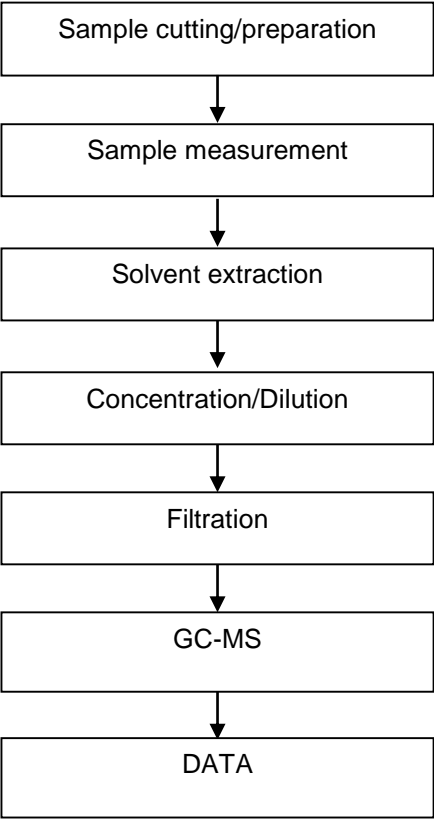 Sample cutting/preparation
Sample measurement
Solvent extraction
Concentration/Dilution
Filtration
GC-MS
DATA